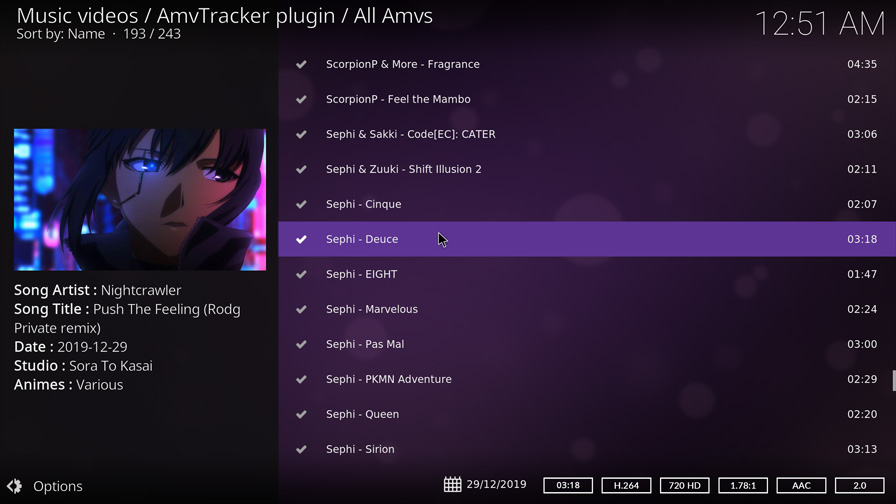 Music videos / AmvTracker plugin / All Amvs
Sort by: Name · 193 / 243
12:51 AM
ScorpionP & More - Fragrance 04:35
ScorpionP - Feel the Mambo 02:15
Sephi & Sakki - Code[EC]: CATER 03:06
Sephi & Zuuki - Shift Illusion 2 02:11
Sephi - Cinque 02:07
Sephi - Deuce 03:18
Sephi - EIGHT 01:47
Sephi - Marvelous 02:24
Sephi - Pas Mal 03:00
Sephi - PKMN Adventure 02:29
Sephi - Queen 02:20
Sephi - Sirion 03:13
Song Artist : Nightcrawler
Song Title : Push The Feeling (Rodg
Private remix)
Date : 2019-12-29
Studio : Sora To Kasai
Animes : Various
Options
29/12/2019 03:18 H.264 720 HD 1.78:1 AAC 2.0